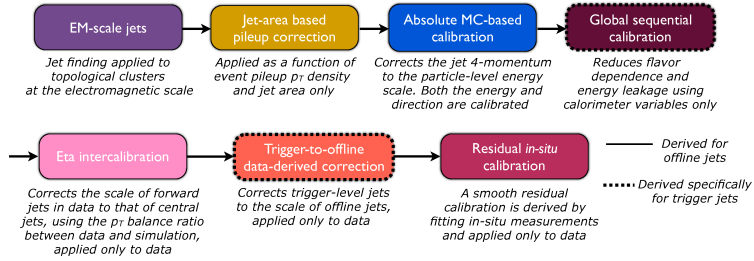 EM-scale jets
Jet finding applied to
topological clusters
at the electromagnetic scale
Jet-area based
pileup correction
Applied as a function of
event pileup pT density
and jet area only
Absolute MC-based
calibration
Corrects the jet 4-momentum
to the particle-level energy
scale. Both the energy and
direction are calibrated
Global sequential
calibration
Reduces flavor
dependence and
energy leakage using
calorimeter variables only
Eta intercalibration
Corrects the scale of forward
jets in data to that of central
jets, using the pT balance ratio
between data and simulation,
applied only to data
Trigger-to-offline
data-derived correction
Corrects trigger-level jets
to the scale of offline jets,
applied only to data
Residual in-situ
calibration
A smooth residual
calibration is derived by
fitting in-situ measurements
and applied only to data
Derived for
offline jets
Derived specifically
for trigger jets